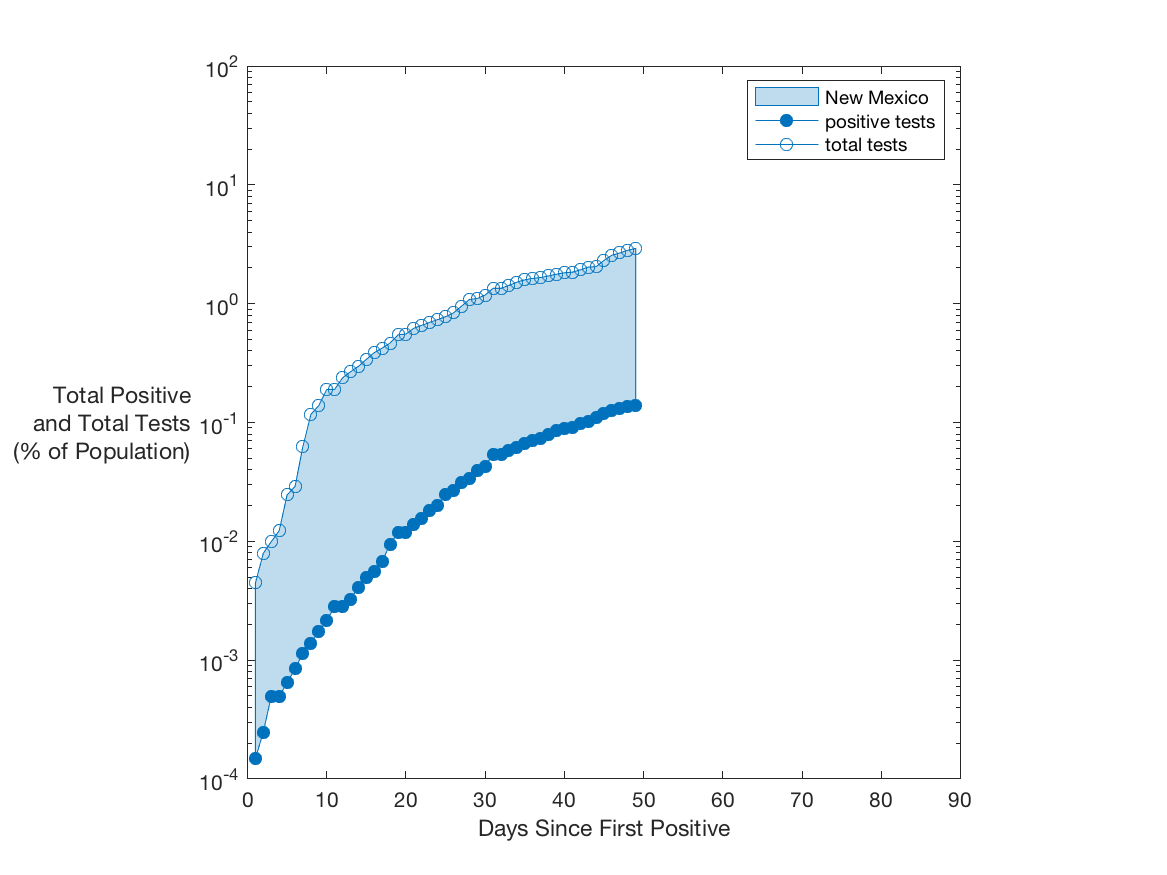 10^2
10^1
10^0
10^-1
10^-2
10^-3
10^-4
Total Positive
and Total Tests
(% of Population)
New Mexico
positive tests
total tests
0 10 20 30 40 50 60 70 80 90
Days Since First Positive